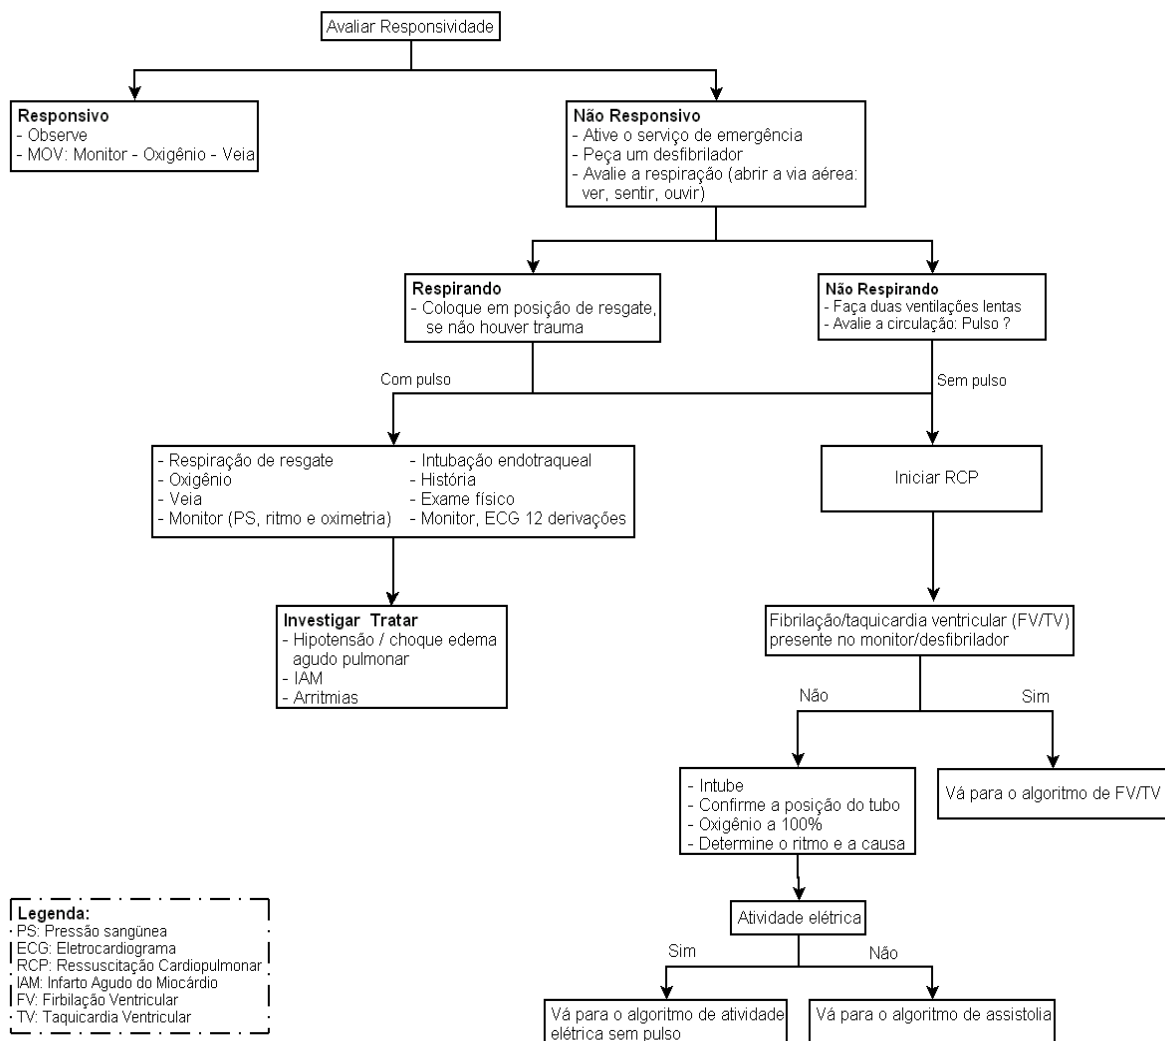 Avaliar Responsividade
Responsivo
- Observe
- MOV: Monitor - Oxigênio - Veia
Não Responsivo
- Ative o serviço de emergência
- Peça um desfibrilador
- Avalie a respiração (abrir a via aérea:
ver, sentir, ouvir)
Respirando
- Coloque em posição de resgate,
se não houver trauma
Não Respirando
- Faça duas ventilações lentas
- Avalie a circulação: Pulso ?
Com pulso
Sem pulso
- Respiração de resgate
- Oxigênio
- Veia
- Monitor (PS, ritmo e oximetria)
- Intubação endotraqueal
- História
- Exame físico
- Monitor, ECG 12 derivações
Iniciar RCP
Investigar Tratar
- Hipotensão / choque edema
agudo pulmonar
- IAM
- Arritmias
Fibrilação/taquicardia ventricular (FV/TV)
presente no monitor/desfibrilador
Não
Sim
- Intube
- Confirme a posição do tubo
- Oxigênio a 100%
- Determine o ritmo e a causa
Vá para o algoritmo de FV/TV
Atividade elétrica
Sim
Não
Vá para o algoritmo de atividade
elétrica sem pulso
Vá para o algoritmo de assistolia
Legenda:
PS: Pressão sangünea
ECG: Eletrocardiograma
RCP: Ressuscitação Cardiopulmonar
IAM: Infarto Agudo do Miocárdio
FV: Firbilação Ventricular
TV: Taquicardia Ventricular